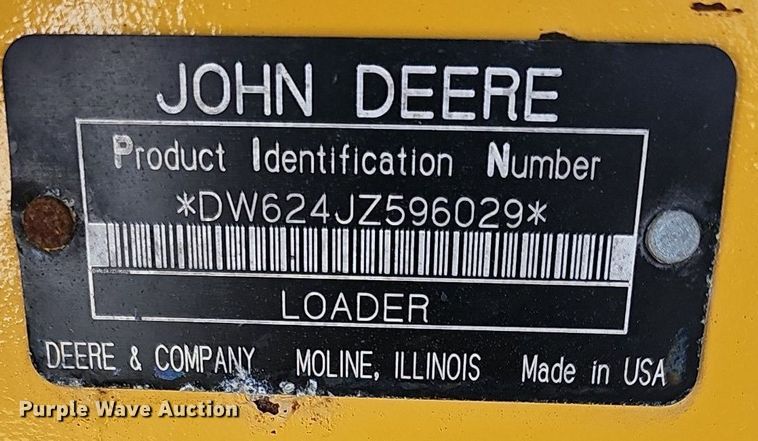 JOHN DEERE
Product Identification Number
*DW624JZ596029*
LOADER
DEERE & COMPANY MOLINE, ILLINOIS Made in USA
Purple Wave Auction